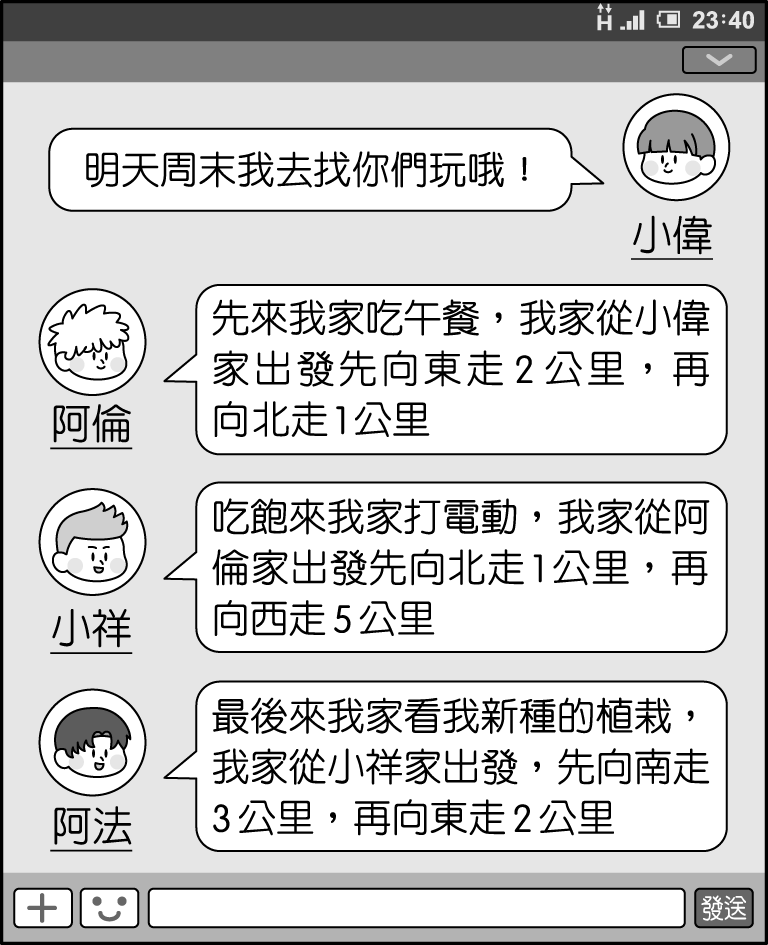 H 23:40
明天周末我去找你們玩哦！
小偉
先來我家吃午餐，我家從小偉
家出發先向東走2公里，再
向北走1公里
阿倫
吃飽來我家打電動，我家從阿
倫家出發先向北走1公里，再
向西走5公里
小祥
最後來我家看我新種的植栽，
我家從小祥家出發，先向南走
3公里，再向東走2公里
阿法
發送